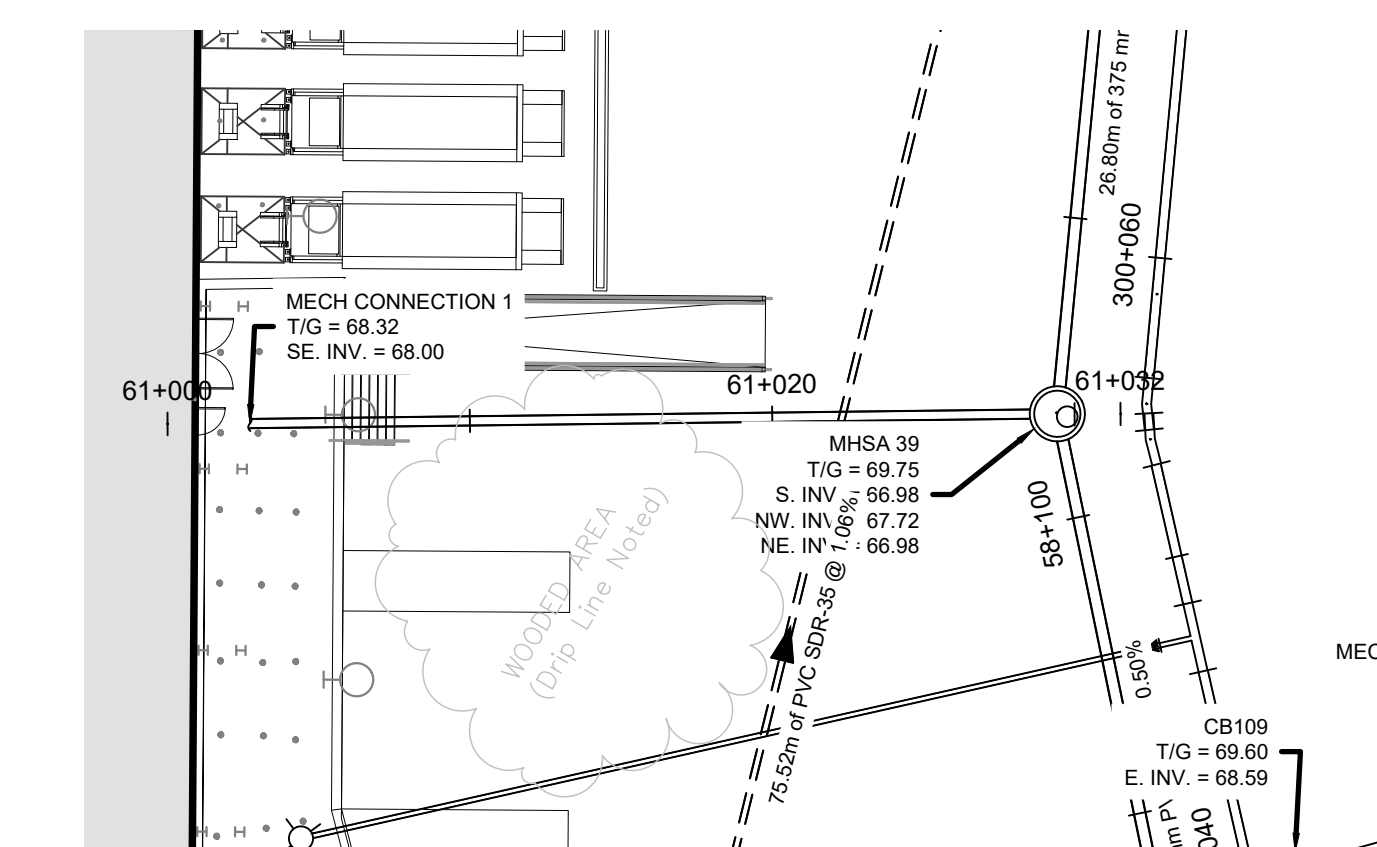 26.80m of 375 mm
300+060
MECH CONNECTION 1
T/G = 68.32
SE. INV. = 68.00
61+000
61+020
61+032
MHSA 39
T/G = 69.75
S. INV. = 66.98
NW. INV. = 67.72
NE. INV. = 66.98
58+100
WOODED AREA
(Drip Line Noted)
75.52m of PVC SDR-35 @ 1.06%
0.50%
MEC
CB109
T/G = 69.60
E. INV. = 68.59
040